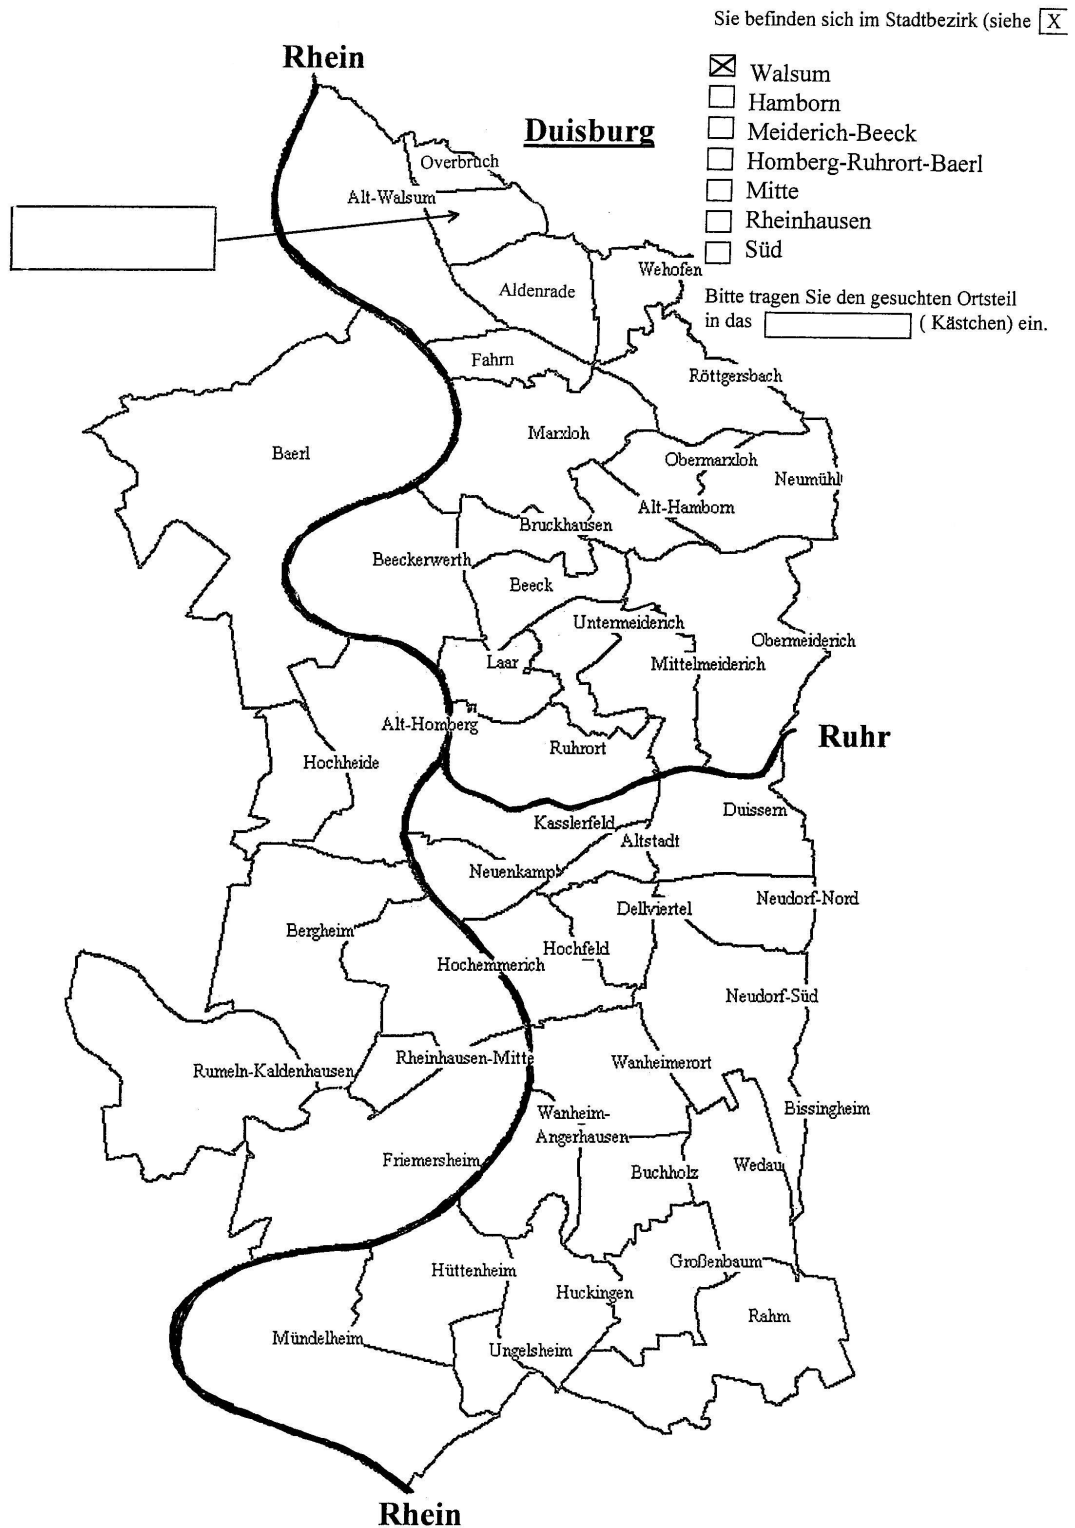 Sie befinden sich im Stadtbezirk (siehe X
Rhein
Walsum
Hamborn
Meiderich-Beeck
Homberg-Ruhrort-Baerl
Mitte
Rheinhausen
Süd
Duisburg
Bitte tragen Sie den gesuchten Ortsteil
in das ( Kästchen) ein.
Overbruch
Alt-Walsum
Wehofen
Aldenrade
Fahrn
Röttgersbach
Marxloh
Baerl
Obermarxloh
Neumühl
Alt-Hamborn
Bruckhausen
Beeckerwerth
Beeck
Untermeiderich
Obermeiderich
Laar
Mittelmeiderich
Alt-Homberg
Ruhr
Ruhrort
Hochheide
Duissern
Kasslerfeld
Altstadt
Neuenkamp
Neudorf-Nord
Dellviertel
Bergheim
Hochfeld
Hochemmerich
Neudorf-Süd
Rheinhausen-Mitte
Wanheimerort
Rumeln-Kaldenhausen
Bissingheim
Wanheim-
Angerhausen
Friemersheim
Wedau
Buchholz
Großenbaum
Hüttenheim
Huckingen
Rahm
Mündelheim
Ungelsheim
Rhein